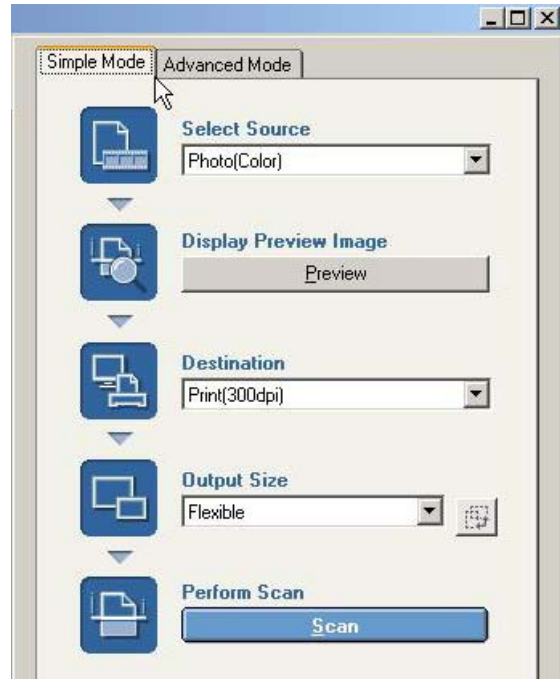 Simple Mode Advanced Mode
Select Source
Photo(Color)
Display Preview Image
Preview
Destination
Print(300dpi)
Output Size
Flexible
Perform Scan
Scan